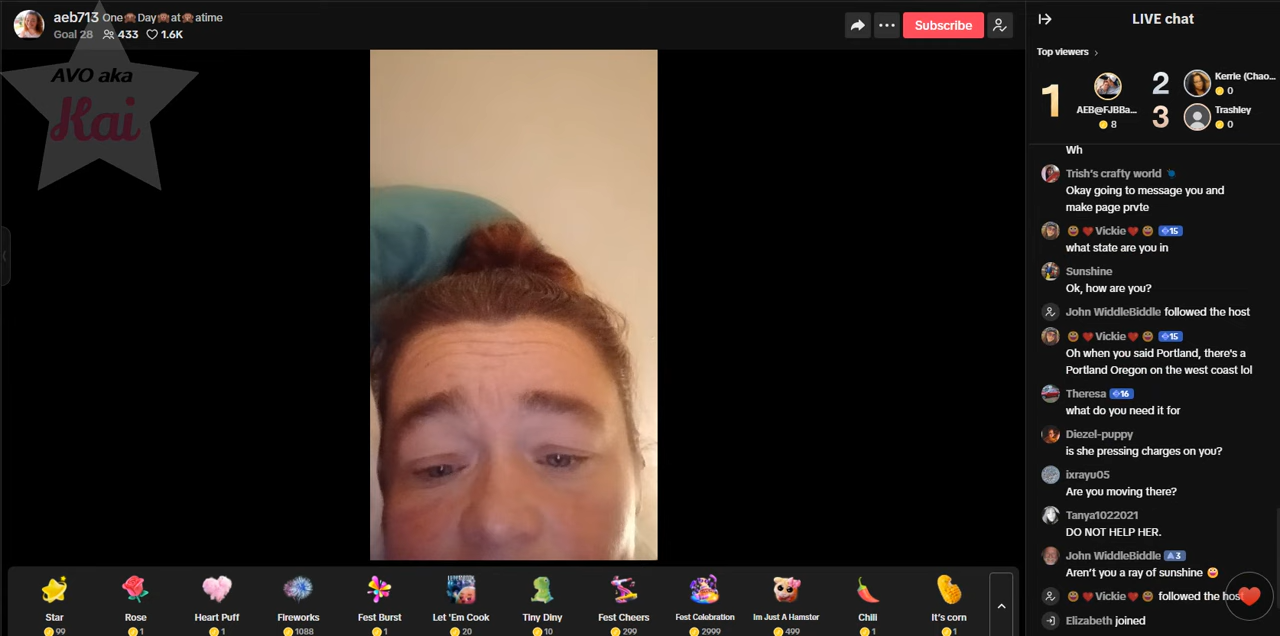 aeb713 One Day at atime
Goal 28 433 1.6K
Subscribe
AVO aka
Kai
LIVE chat
Top viewers
1
AEB@FJBBa...
8
2
Kerrie (Chao...
0
3
Trashley
0
Wh
Trish's crafty world
Okay going to message you and
make page prvte
Vickie 15
what state are you in
Sunshine
Ok, how are you?
John WiddleBiddle followed the host
Vickie 15
Oh when you said Portland, there's a
Portland Oregon on the west coast lol
Theresa 16
what do you need it for
Diezel-puppy
is she pressing charges on you?
ixrayu05
Are you moving there?
Tanya1022021
DO NOT HELP HER.
John WiddleBiddle 3
Aren't you a ray of sunshine
Vickie followed the host
Elizabeth joined
Star
99
Rose
1
Heart Puff
1
Fireworks
1088
Fest Burst
1
Let 'Em Cook
20
Tiny Diny
10
Fest Cheers
299
Fest Celebration
2999
Im Just A Hamster
499
Chili
1
It's corn
1